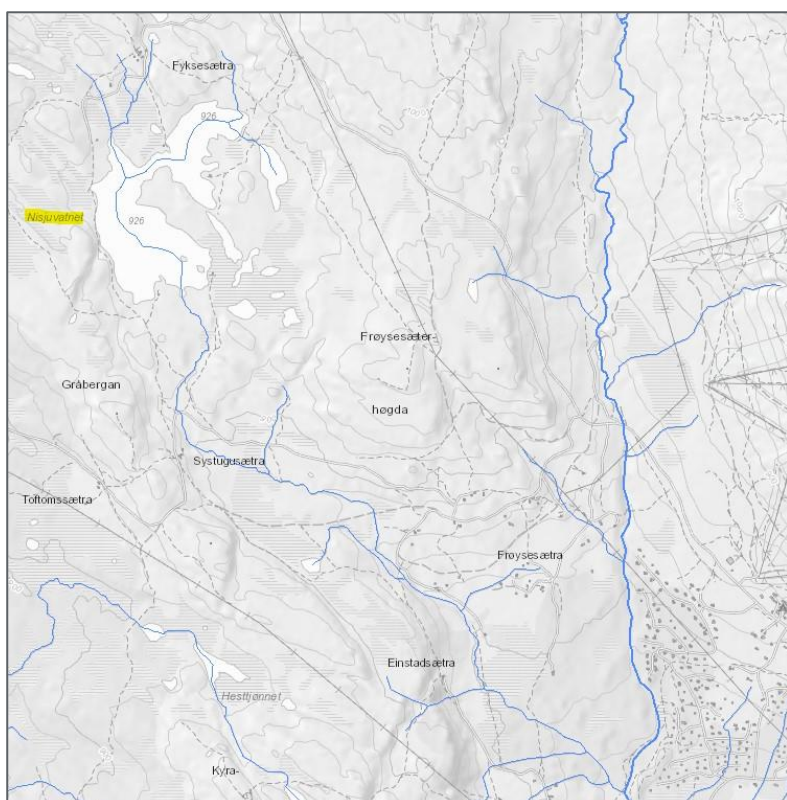 Fyksesætra
926
Nisjuvatnet
926
Frøysesæter-
Gråbergan
høgda
Systugusætra
Toftomssætra
Frøysesætra
Einstadsætra
Hesttjønnet
Kyra-